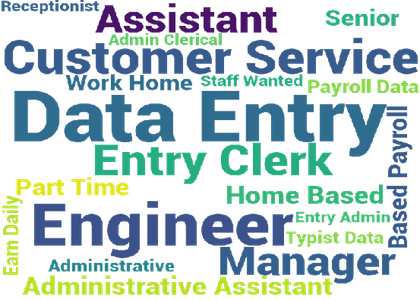 Receptionist
Assistant
Senior
Admin Clerical
Customer Service
Work Home
Staff Wanted
Payroll Data
Data Entry
Entry Clerk
Based Payroll
Part Time
Home Based
Earn Daily
Engineer
Entry Admin
Typist Data
Administrative
Manager
Administrative Assistant